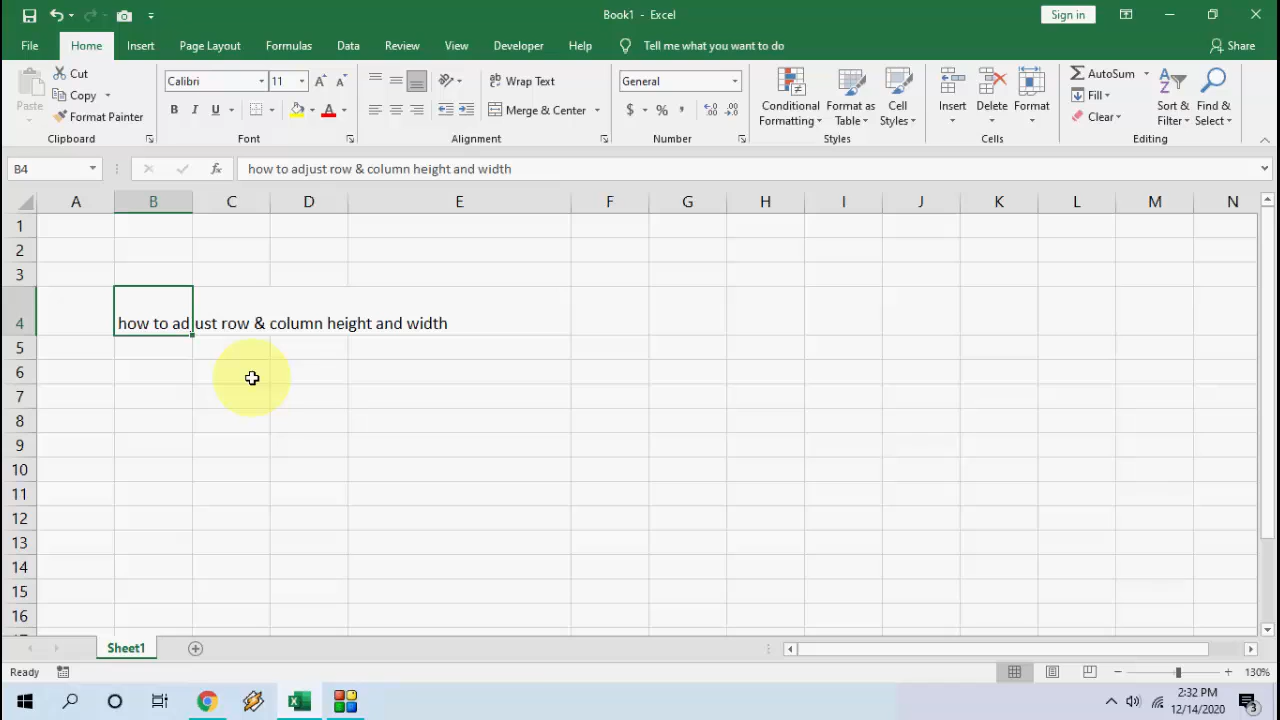 Book1 - Excel
Sign in
File Home Insert Page Layout Formulas Data Review View Developer Help Tell me what you want to do Share
Paste
Cut
Copy
Format Painter
Clipboard
Calibri 11
B I U A
Font
Wrap Text
Merge & Center
Alignment
General
$ % ,
Number
Conditional Formatting
Format as Table
Cell Styles
Styles
Insert Delete Format
Cells
AutoSum
Fill
Clear
Sort & Filter
Find & Select
Editing
B4 fx how to adjust row & column height and width
A B C D E F G H I J K L M N
1
2
3
4 how to adjust row & column height and width
5
6
7
8
9
10
11
12
13
14
15
16
Sheet1
Ready 130%
2:32 PM
12/14/2020
3